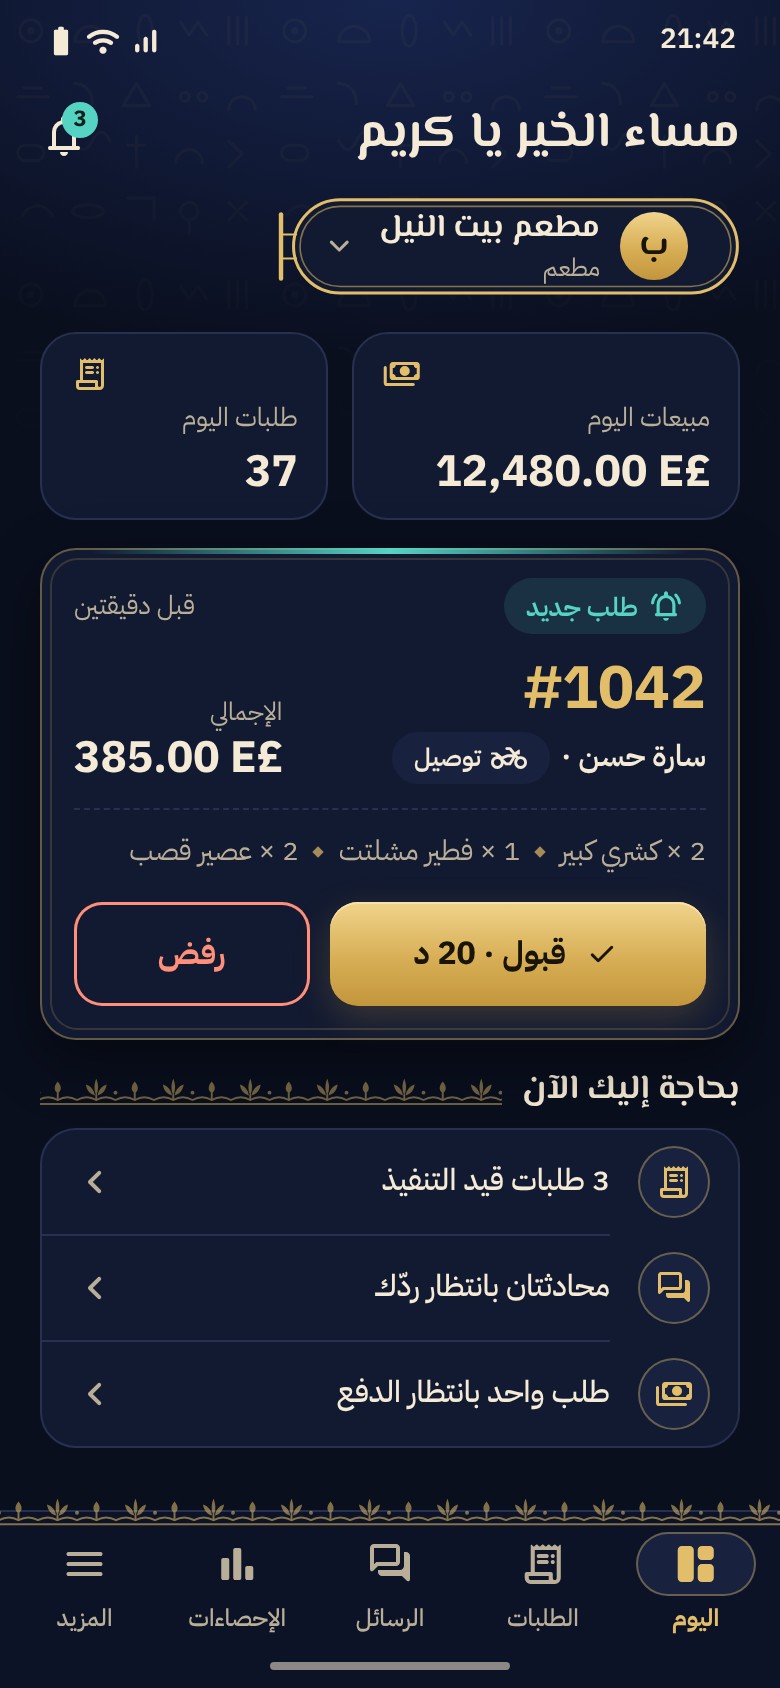 21:42
مساء الخير يا كريم
3
ب
مطعم بيت النيل
مطعم
مبيعات اليوم
12,480.00 E£
طلبات اليوم
37
طلب جديد
قبل دقيقتين
#1042
سارة حسن · توصيل
الإجمالي
385.00 E£
2 × كشري كبير ◆ 1 × فطير مشلتت ◆ 2 × عصير قصب
قبول · 20 د
رفض
بحاجة إليك الآن
3 طلبات قيد التنفيذ
محادثتان بانتظار ردّك
طلب واحد بانتظار الدفع
اليوم
الطلبات
الرسائل
الإحصاءات
المزيد